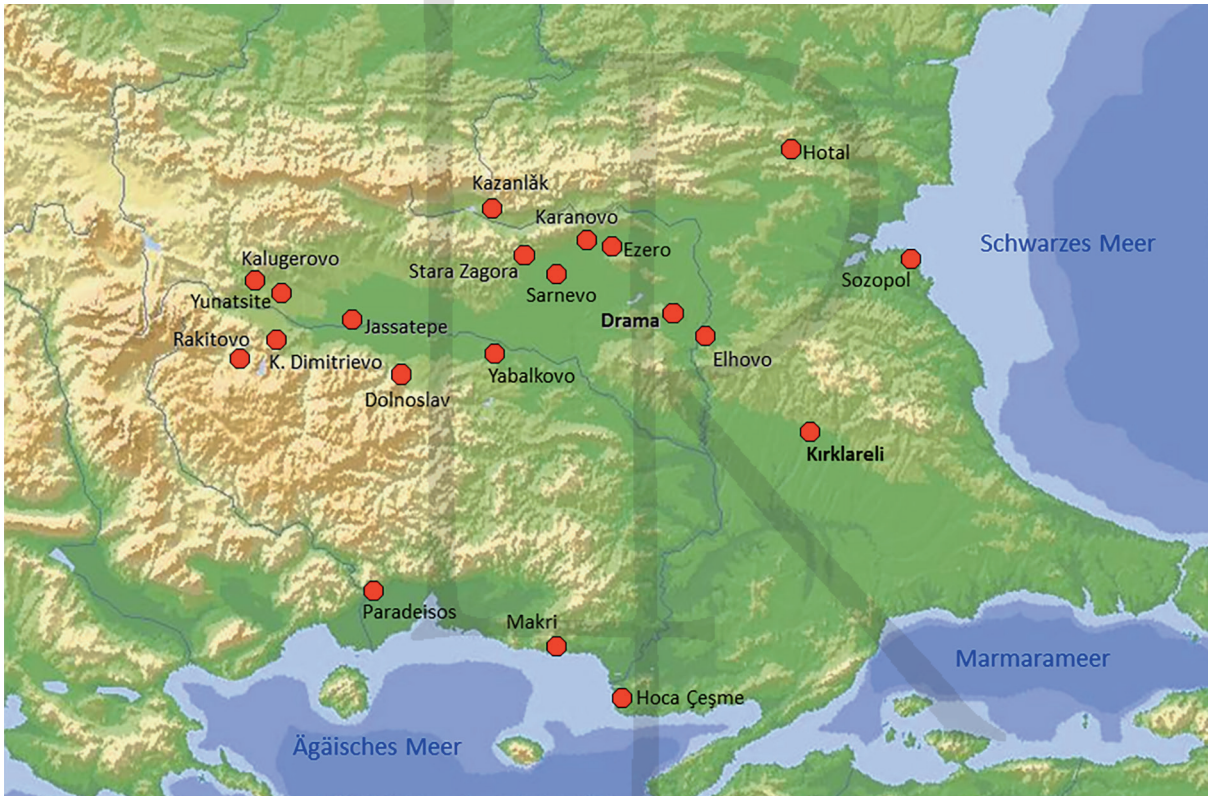 Hotal
Kazanlăk
Karanovo
Schwarzes Meer
Ezero
Kalugerovo
Stara Zagora
Sozopol
Sarnevo
Yunatsite
Drama
Jassatepe
Rakitovo
Elhovo
K. Dimitrievo
Yabalkovo
Dolnoslav
Kırklareli
Paradeisos
Makri
Marmarameer
Hoca Çeşme
Ägäisches Meer